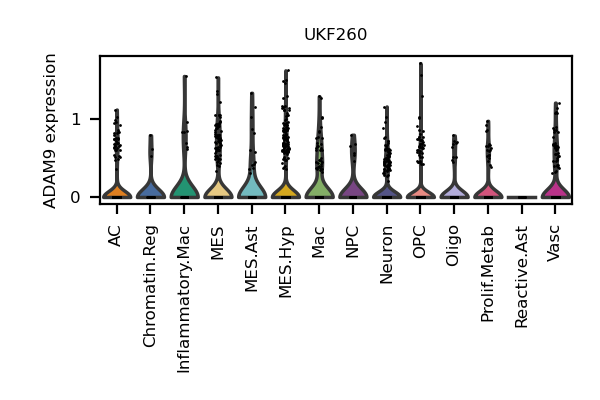 UKF260
ADAM9 expression
1
0
AC
Chromatin.Reg
Inflammatory.Mac
MES
MES.Ast
MES.Hyp
Mac
NPC
Neuron
OPC
Oligo
Prolif.Metab
Reactive.Ast
Vasc